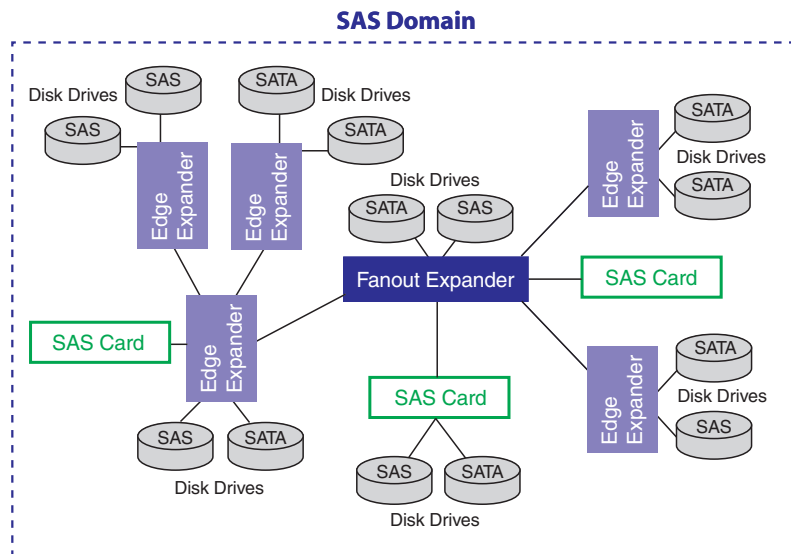 SAS Domain
SAS
SATA
Disk Drives
Disk Drives
SAS
SATA
Edge
Expander
Edge
Expander
SATA
Disk Drives
SATA
Edge
Expander
Disk Drives
SATA
SAS
Fanout Expander
SAS Card
SAS Card
Edge
Expander
SAS
SATA
Disk Drives
SAS Card
SAS
SATA
Disk Drives
Edge
Expander
SATA
Disk Drives
SAS